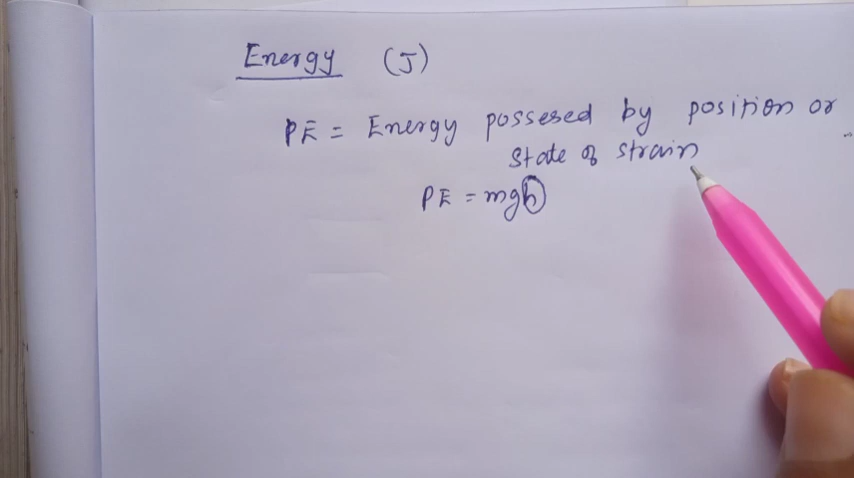 Energy (J)
PE = Energy possesed by position or
state of strain
PE = mgh